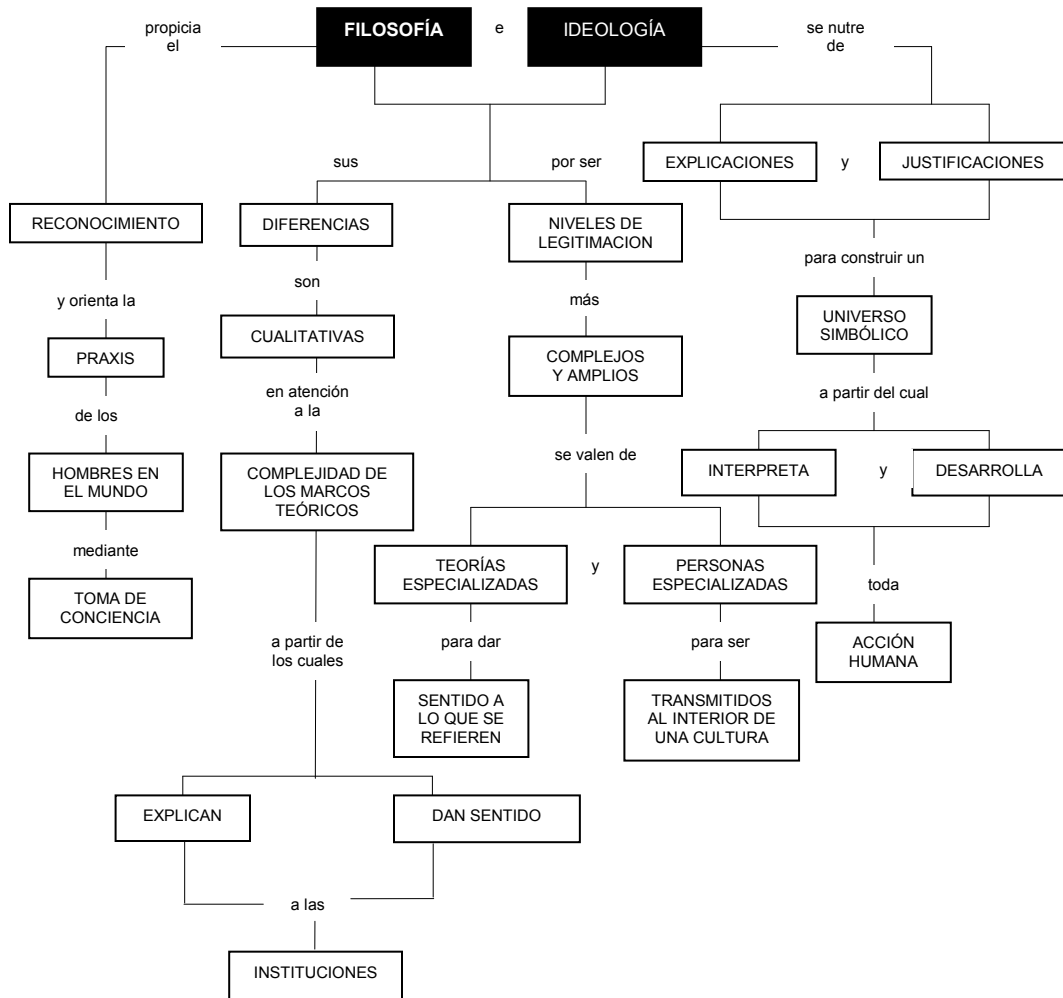 propicia
el
FILOSOFÍA
e
IDEOLOGÍA
se nutre
de
sus
por ser
EXPLICACIONES
y
JUSTIFICACIONES
RECONOCIMIENTO
DIFERENCIAS
NIVELES DE
LEGITIMACION
para construir un
y orienta la
son
más
UNIVERSO
SIMBÓLICO
PRAXIS
CUALITATIVAS
COMPLEJOS
Y AMPLIOS
de los
en atención
a la
a partir del cual
se valen de
HOMBRES EN
EL MUNDO
COMPLEJIDAD DE
LOS MARCOS
TEÓRICOS
INTERPRETA
y
DESARROLLA
mediante
TEORÍAS
ESPECIALIZADAS
y
PERSONAS
ESPECIALIZADAS
toda
TOMA DE
CONCIENCIA
a partir de
los cuales
para dar
para ser
ACCIÓN
HUMANA
SENTIDO A
LO QUE SE
REFIEREN
TRANSMITIDOS
AL INTERIOR DE
UNA CULTURA
EXPLICAN
DAN SENTIDO
a las
INSTITUCIONES